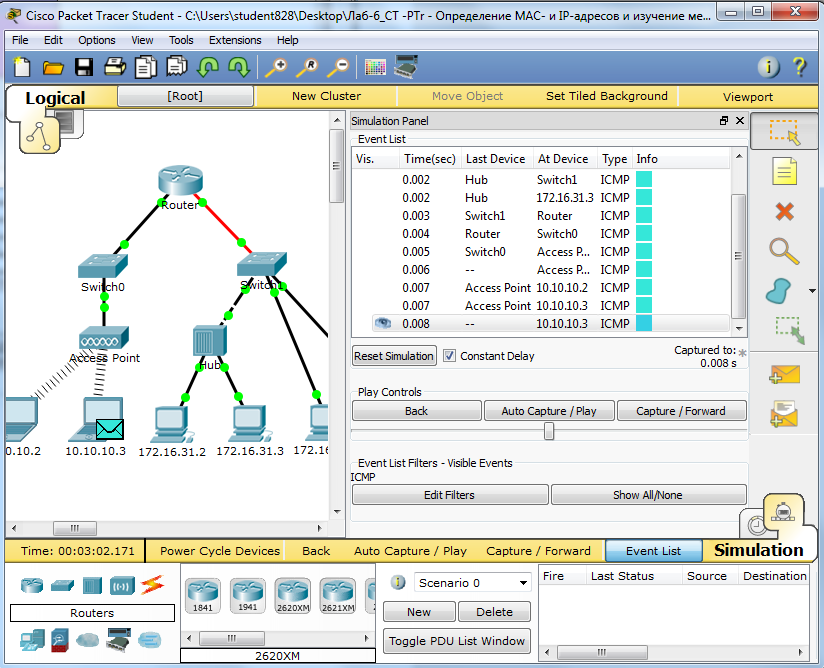 Cisco Packet Tracer Student - C:\Users\student828\Desktop\Лаб-6_CT -PTr - Определение MAC- и IP-адресов и изучение ме...
File Edit Options View Tools Extensions Help
Logical [Root] New Cluster Move Object Set Tiled Background Viewport
Router
Switch0
Switch1
Access Point
Hub
0.10.2
10.10.10.3
172.16.31.2
172.16.31.3
172.16
Simulation Panel
Event List
Vis. Time(sec) Last Device At Device Type Info
0.002 Hub Switch1 ICMP
0.002 Hub 172.16.31.3 ICMP
0.003 Switch1 Router ICMP
0.004 Router Switch0 ICMP
0.005 Switch0 Access P... ICMP
0.006 -- Access P... ICMP
0.007 Access Point 10.10.10.2 ICMP
0.007 Access Point 10.10.10.3 ICMP
0.008 -- 10.10.10.3 ICMP
Reset Simulation Constant Delay Captured to: *
0.008 s
Play Controls
Back Auto Capture / Play Capture / Forward
Event List Filters - Visible Events
ICMP
Edit Filters Show All/None
Time: 00:03:02.171 Power Cycle Devices Back Auto Capture / Play Capture / Forward Event List Simulation
Routers
1841 1941 2620XM 2621XM
2620XM
Scenario 0
New Delete
Toggle PDU List Window
Fire Last Status Source Destination